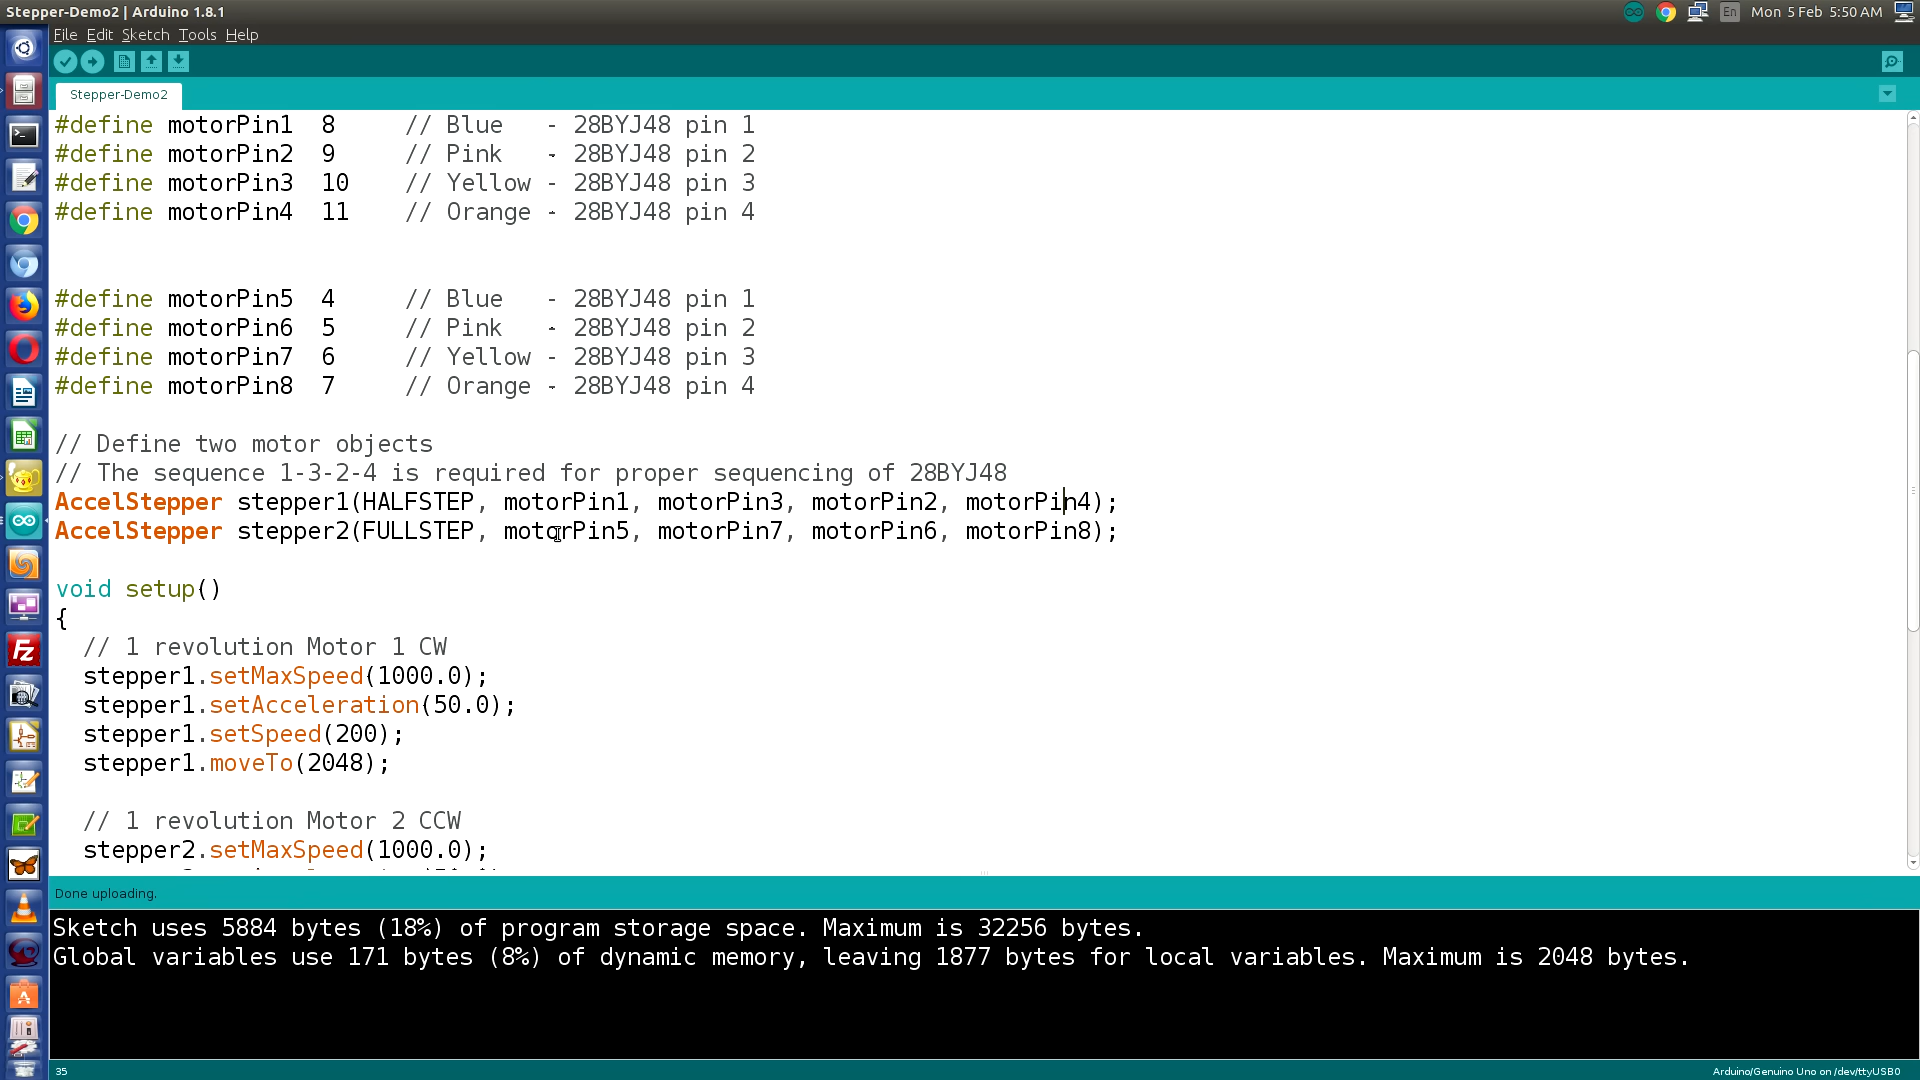 Stepper-Demo2 | Arduino 1.8.1
En Mon 5 Feb 5:50 AM
File Edit Sketch Tools Help
Stepper-Demo2
#define motorPin1  8     // Blue   - 28BYJ48 pin 1
#define motorPin2  9     // Pink   - 28BYJ48 pin 2
#define motorPin3  10    // Yellow - 28BYJ48 pin 3
#define motorPin4  11    // Orange - 28BYJ48 pin 4
#define motorPin5  4     // Blue   - 28BYJ48 pin 1
#define motorPin6  5     // Pink   - 28BYJ48 pin 2
#define motorPin7  6     // Yellow - 28BYJ48 pin 3
#define motorPin8  7     // Orange - 28BYJ48 pin 4
// Define two motor objects
// The sequence 1-3-2-4 is required for proper sequencing of 28BYJ48
AccelStepper stepper1(HALFSTEP, motorPin1, motorPin3, motorPin2, motorPin4);
AccelStepper stepper2(FULLSTEP, motorPin5, motorPin7, motorPin6, motorPin8);
void setup()
{
  // 1 revolution Motor 1 CW
  stepper1.setMaxSpeed(1000.0);
  stepper1.setAcceleration(50.0);
  stepper1.setSpeed(200);
  stepper1.moveTo(2048);
  // 1 revolution Motor 2 CCW
  stepper2.setMaxSpeed(1000.0);
Done uploading.
Sketch uses 5884 bytes (18%) of program storage space. Maximum is 32256 bytes.
Global variables use 171 bytes (8%) of dynamic memory, leaving 1877 bytes for local variables. Maximum is 2048 bytes.
35
Arduino/Genuino Uno on /dev/ttyUSB0